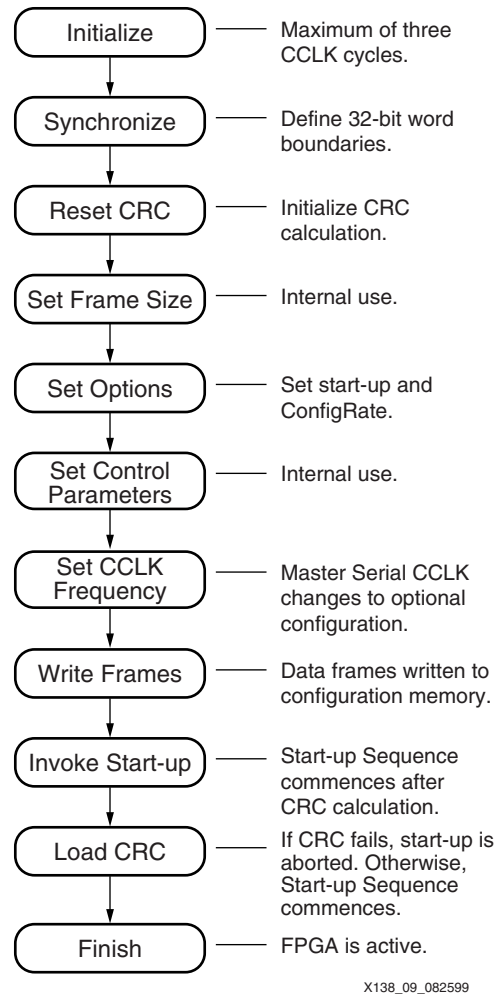 Initialize
Maximum of three
CCLK cycles.
Synchronize
Define 32-bit word
boundaries.
Reset CRC
Initialize CRC
calculation.
Set Frame Size
Internal use.
Set Options
Set start-up and
ConfigRate.
Set Control
Parameters
Internal use.
Set CCLK
Frequency
Master Serial CCLK
changes to optional
configuration.
Write Frames
Data frames written to
configuration memory.
Invoke Start-up
Start-up Sequence
commences after
CRC calculation.
Load CRC
If CRC fails, start-up is
aborted. Otherwise,
Start-up Sequence
commences.
Finish
FPGA is active.
X138_09_082599